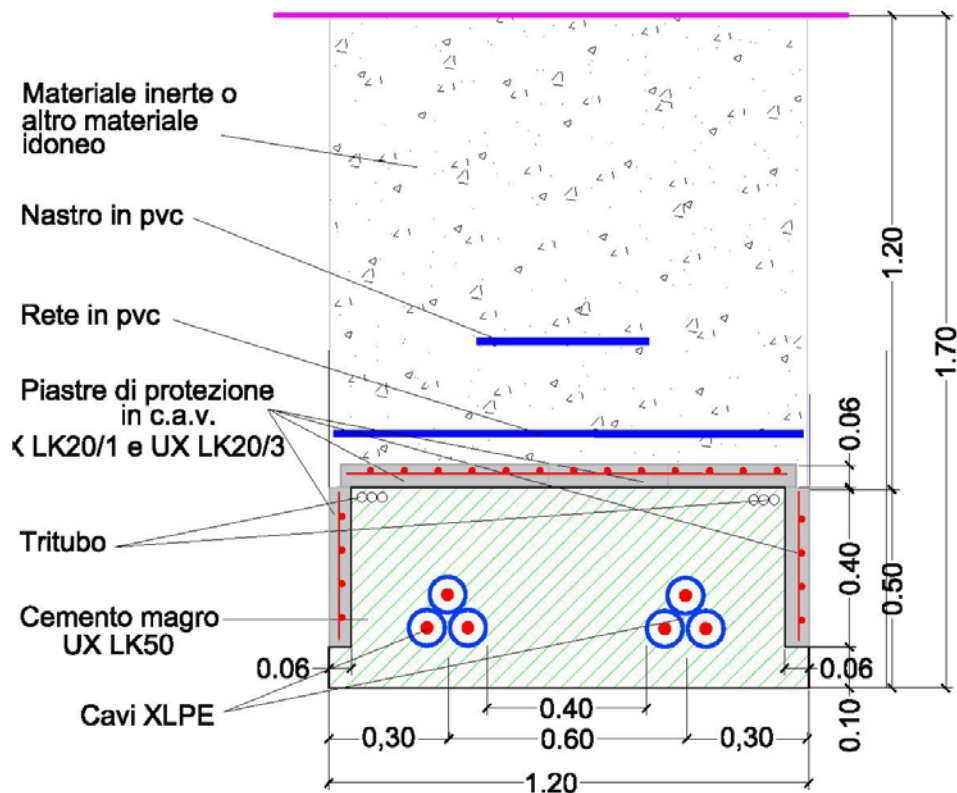 Materiale inerte o
altro materiale
idoneo
Nastro in pvc
Rete in pvc
Piastre di protezione
in c.a.v.
X LK20/1 e UX LK20/3
Tritubo
Cemento magro
UX LK50
Cavi XLPE
1.20
1.70
0.06
0.40
0.50
0.10
0.06
0.06
0.40
0,30
0.60
0,30
1.20